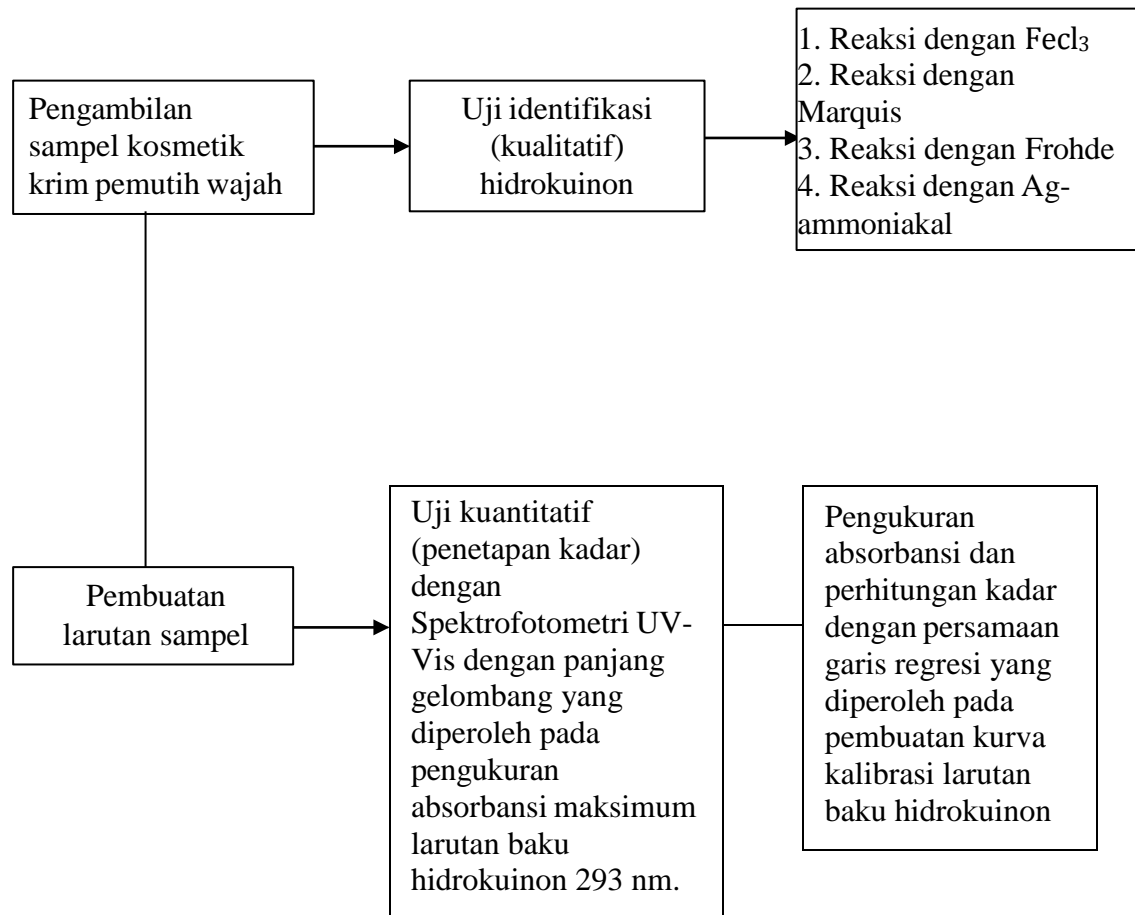 Pengambilan
sampel kosmetik
krim pemutih wajah
Uji identifikasi
(kualitatif)
hidrokuinon
1. Reaksi dengan Fecl₃
2. Reaksi dengan
Marquis
3. Reaksi dengan Frohde
4. Reaksi dengan Ag-
ammoniakal
Pembuatan
larutan sampel
Uji kuantitatif
(penetapan kadar)
dengan
Spektrofotometri UV-
Vis dengan panjang
gelombang yang
diperoleh pada
pengukuran
absorbansi maksimum
larutan baku
hidrokuinon 293 nm.
Pengukuran
absorbansi dan
perhitungan kadar
dengan persamaan
garis regresi yang
diperoleh pada
pembuatan kurva
kalibrasi larutan
baku hidrokuinon